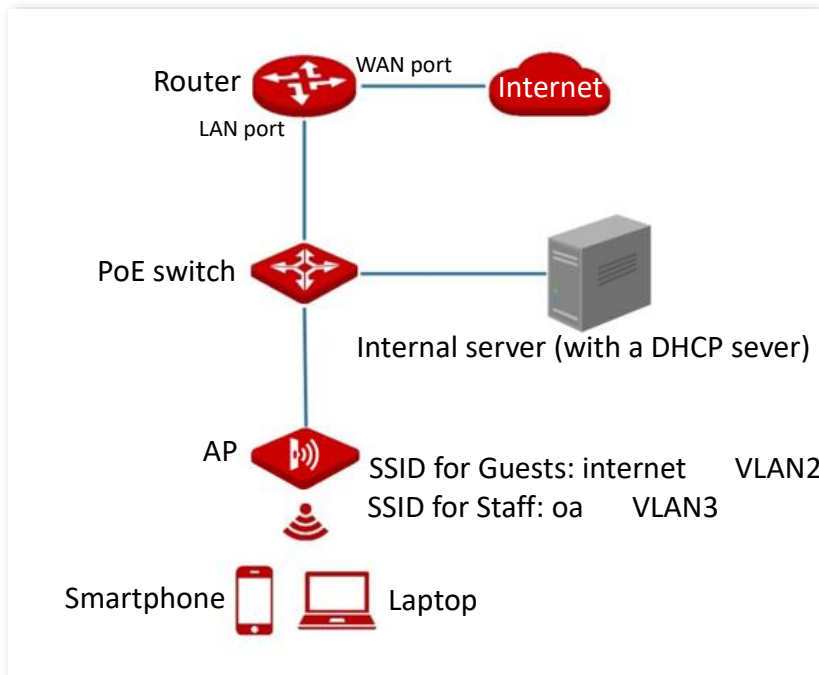 Router
WAN port
Internet
LAN port
PoE switch
Internal server (with a DHCP sever)
AP
SSID for Guests: internet VLAN2
SSID for Staff: oa VLAN3
Smartphone
Laptop